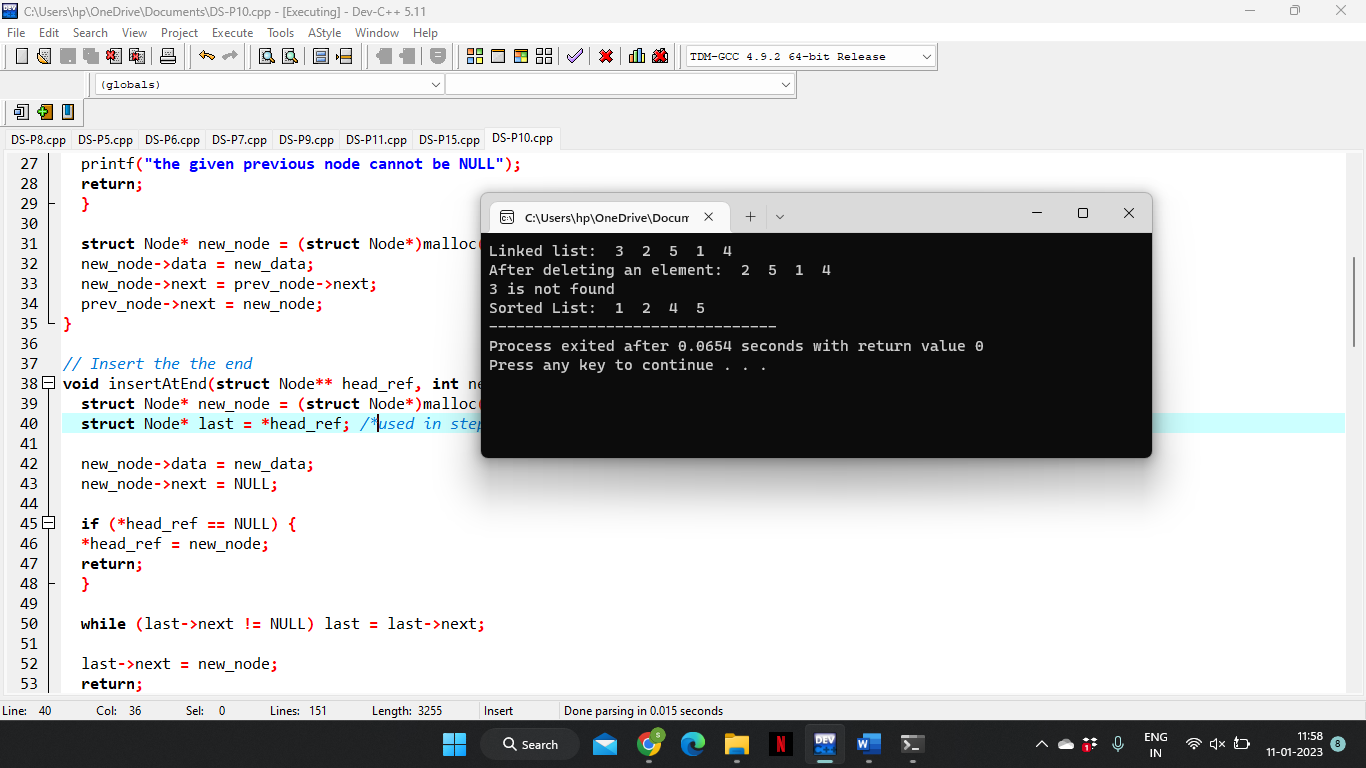 C:\Users\hp\OneDrive\Documents\DS-P10.cpp - [Executing] - Dev-C++ 5.11
File Edit Search View Project Execute Tools AStyle Window Help
TDM-GCC 4.9.2 64-bit Release
(globals)
DS-P8.cpp DS-P5.cpp DS-P6.cpp DS-P7.cpp DS-P9.cpp DS-P11.cpp DS-P15.cpp DS-P10.cpp
27 printf("the given previous node cannot be NULL");
28 return;
29 }
30
31 struct Node* new_node = (struct Node*)malloc(
32 new_node->data = new_data;
33 new_node->next = prev_node->next;
34 prev_node->next = new_node;
35 }
36
37 // Insert the the end
38 void insertAtEnd(struct Node** head_ref, int ne
39 struct Node* new_node = (struct Node*)malloc(
40 struct Node* last = *head_ref; /*used in step
41
42 new_node->data = new_data;
43 new_node->next = NULL;
44
45 if (*head_ref == NULL) {
46 *head_ref = new_node;
47 return;
48 }
49
50 while (last->next != NULL) last = last->next;
51
52 last->next = new_node;
53 return;
C:\Users\hp\OneDrive\Docum
Linked list: 3 2 5 1 4
After deleting an element: 2 5 1 4
3 is not found
Sorted List: 1 2 4 5
--------------------------------
Process exited after 0.0654 seconds with return value 0
Press any key to continue . . .
Line: 40 Col: 36 Sel: 0 Lines: 151 Length: 3255 Insert Done parsing in 0.015 seconds
Search
DEV
ENG
IN
11:58
11-01-2023
8